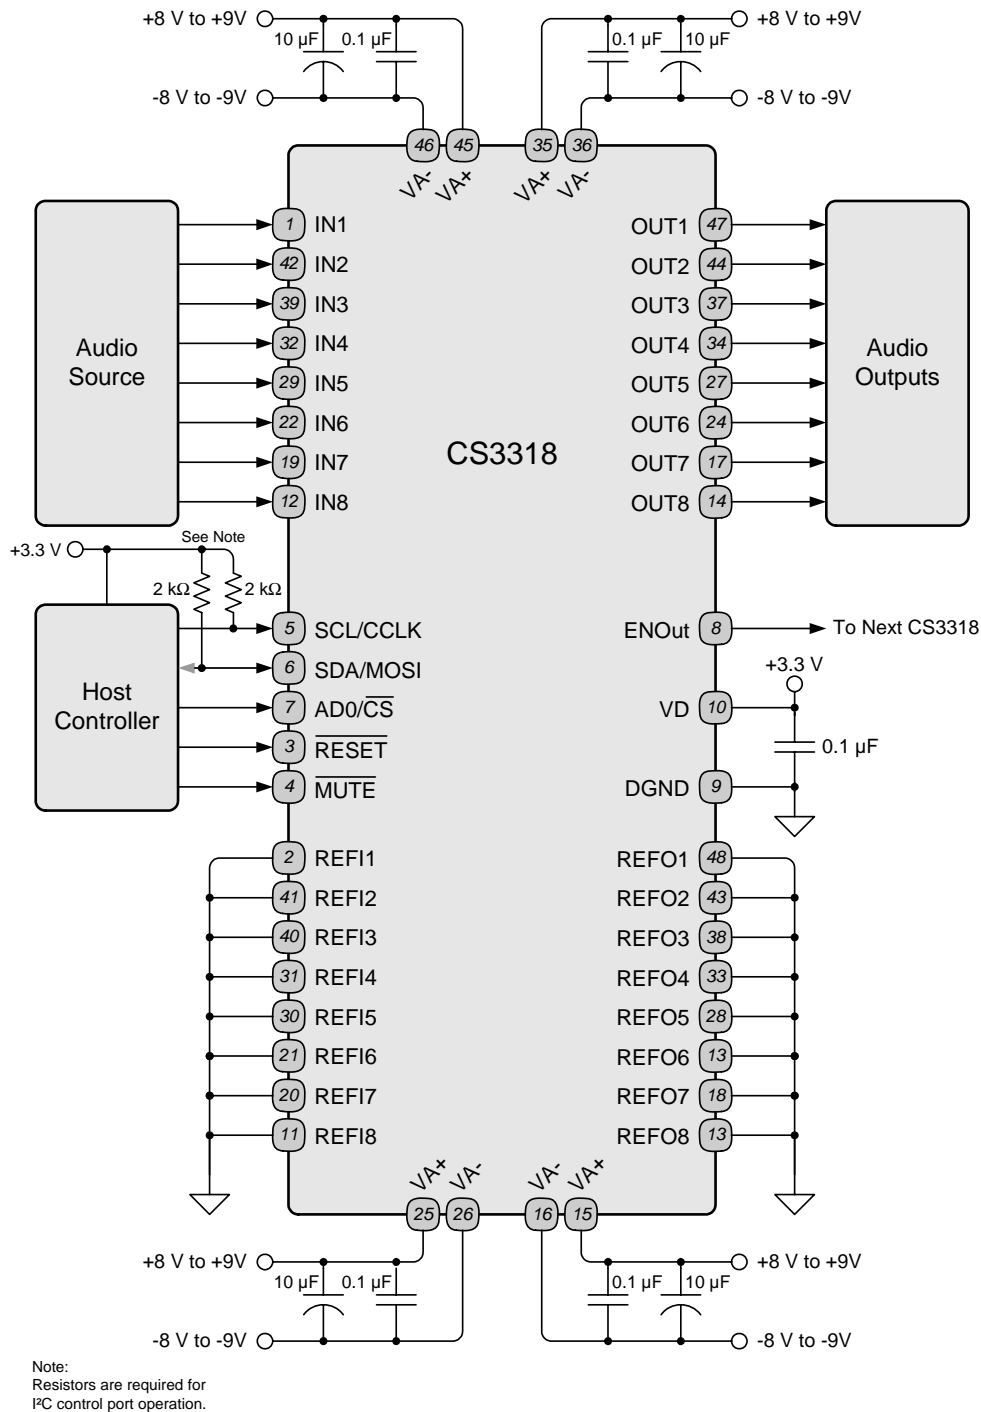 +8 V to +9V
10 µF 0.1 µF
-8 V to -9V
+8 V to +9V
0.1 µF 10 µF
-8 V to -9V
46 45 35 36
VA- VA+ VA+ VA-
Audio
Source
1 IN1
42 IN2
39 IN3
32 IN4
29 IN5
22 IN6
19 IN7
12 IN8
CS3318
OUT1 47
OUT2 44
OUT3 37
OUT4 34
OUT5 27
OUT6 24
OUT7 17
OUT8 14
Audio
Outputs
+3.3 V
See Note
2 kΩ 2 kΩ
Host
Controller
5 SCL/CCLK
6 SDA/MOSI
7 AD0/C̅S̅
3 R̅E̅S̅E̅T̅
4 M̅U̅T̅E̅
ENOut 8 To Next CS3318
+3.3 V
VD 10
0.1 µF
DGND 9
2 REFI1
41 REFI2
40 REFI3
31 REFI4
30 REFI5
21 REFI6
20 REFI7
11 REFI8
REFO1 48
REFO2 43
REFO3 38
REFO4 33
REFO5 28
REFO6 13
REFO7 18
REFO8 13
VA+ VA- VA- VA+
25 26 16 15
+8 V to +9V
10 µF 0.1 µF
-8 V to -9V
+8 V to +9V
0.1 µF 10 µF
-8 V to -9V
Note:
Resistors are required for
I²C control port operation.